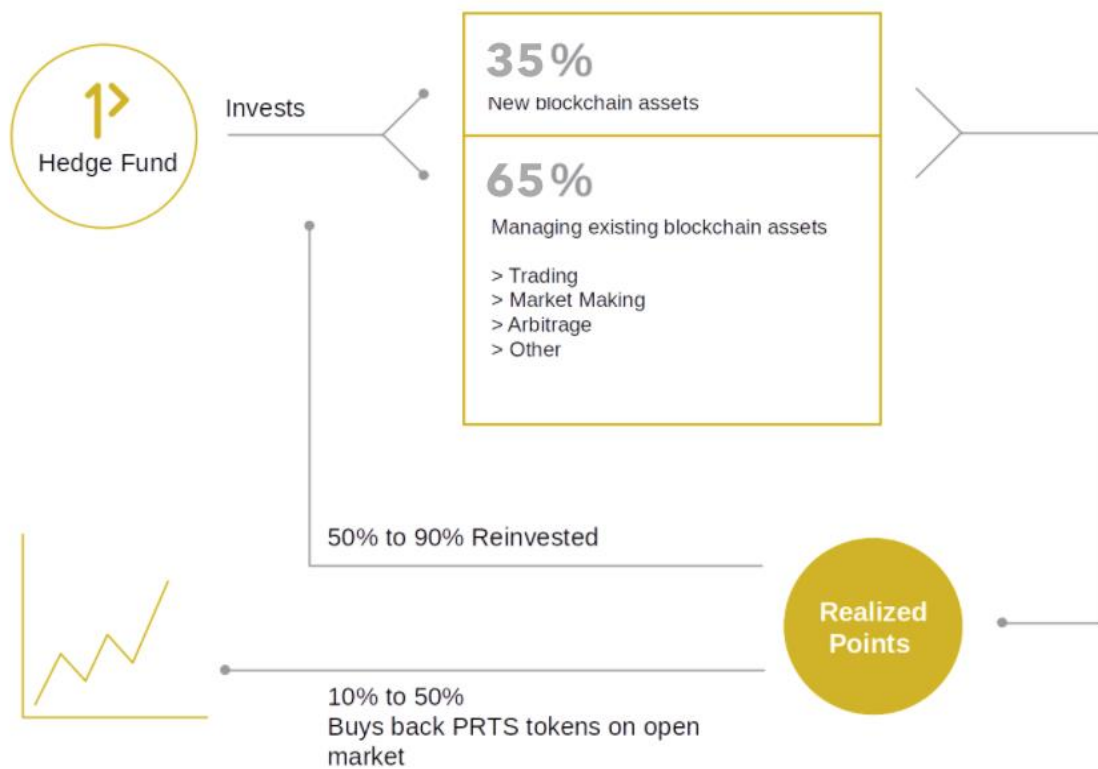 Invests
Hedge Fund
35%
New blockchain assets
65%
Managing existing blockchain assets
> Trading
> Market Making
> Arbitrage
> Other
50% to 90% Reinvested
Realized
Points
10% to 50%
Buys back PRTS tokens on open
market